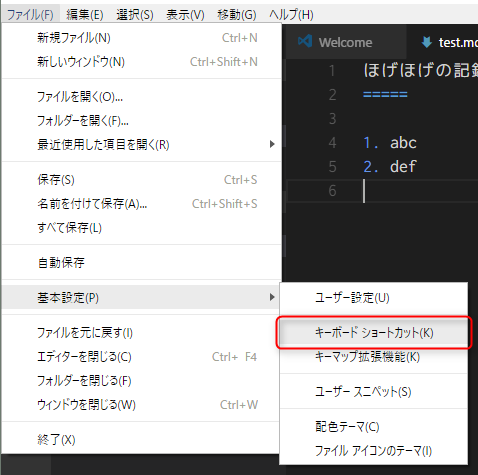 ファイル(F) 編集(E) 選択(S) 表示(V) 移動(G) ヘルプ(H)
新規ファイル(N) Ctrl+N
新しいウィンドウ(N) Ctrl+Shift+N
ファイルを開く(O)...
フォルダーを開く(F)...
最近使用した項目を開く(R)
保存(S) Ctrl+S
名前を付けて保存(A)... Ctrl+Shift+S
すべて保存(L)
自動保存
基本設定(P)
ファイルを元に戻す(I)
エディターを閉じる(C) Ctrl+ F4
フォルダーを閉じる(F)
ウィンドウを閉じる(W) Ctrl+W
終了(X)
Welcome test.mc
1 ほげほげの記録
2 =====
3
4 1. abc
5 2. def
6
ユーザー設定(U)
キーボード ショートカット(K)
キーマップ拡張機能(K)
ユーザー スニペット(S)
配色テーマ(C)
ファイル アイコンのテーマ(I)